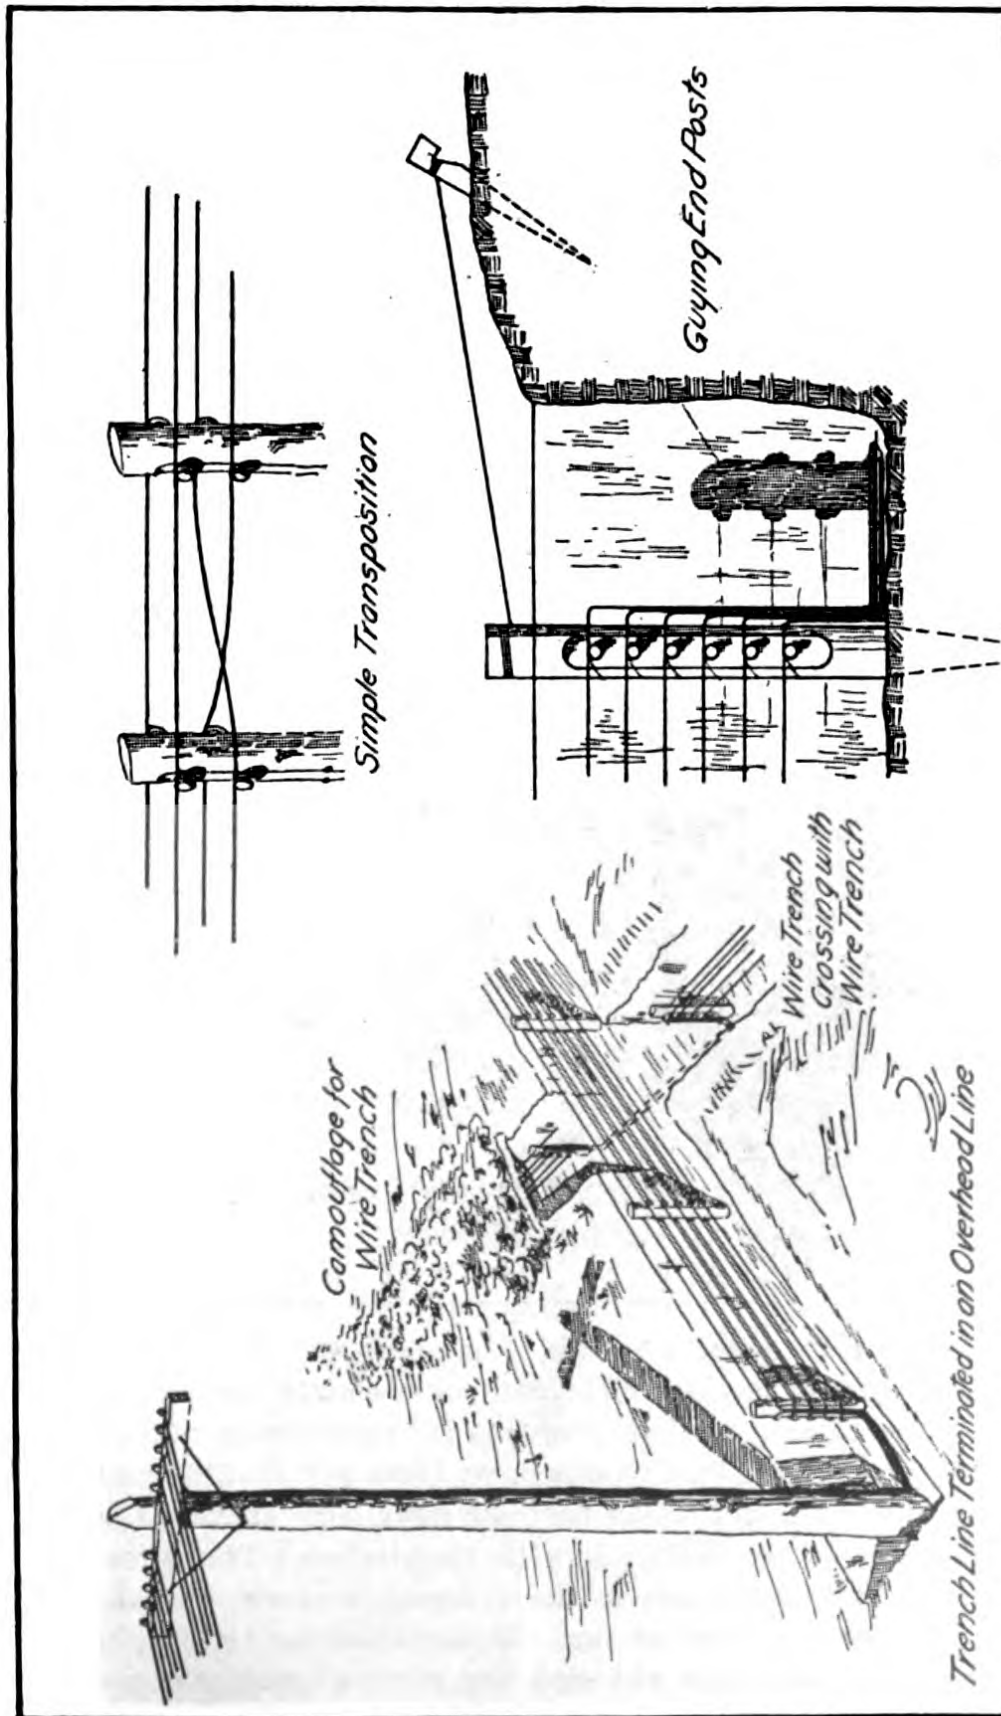 Simple Transposition
Guying End Posts
Camouflage for
Wire Trench
Wire Trench
Crossing with
Wire Trench
Trench Line Terminated in an Overhead Line